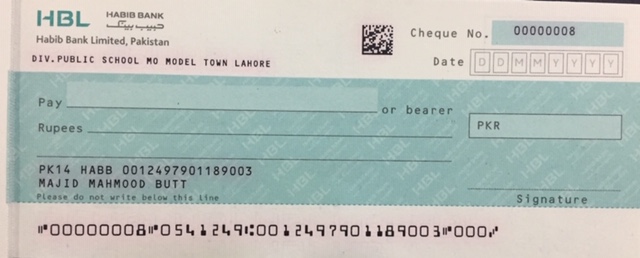 HBL HABIB BANK
حبیب بینک
Habib Bank Limited, Pakistan
Cheque No. 00000008
DIV.PUBLIC SCHOOL MO MODEL TOWN LAHORE
Date D D M M Y Y Y Y
Pay or bearer
Rupees PKR
PK14 HABB 0012497901189003
MAJID MAHMOOD BUTT
Please do not write below this line
Signature
⑈00000008⑈0541249⑆0012497901189003⑈000⑇